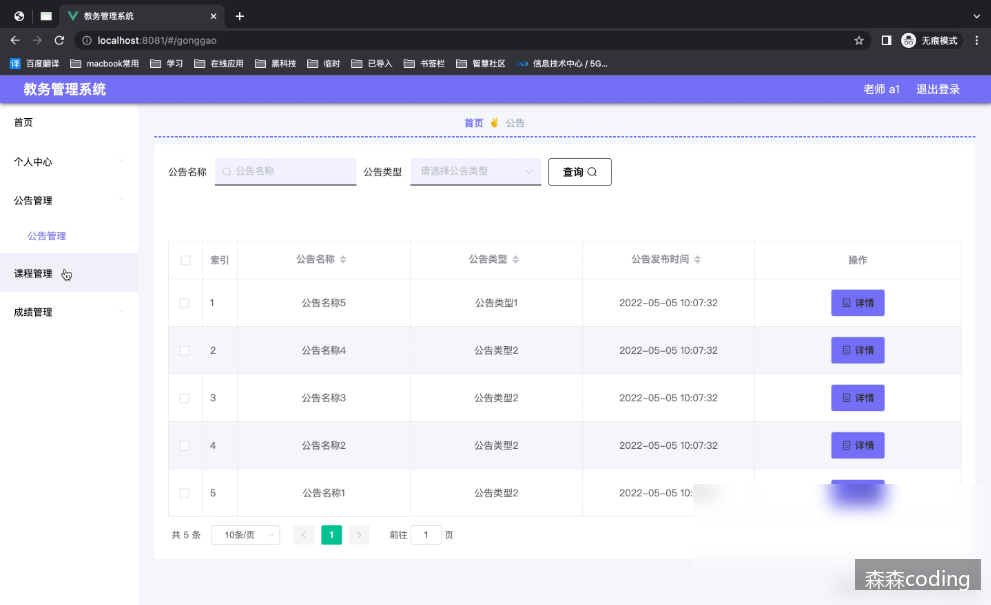 教务管理系统
localhost:8081/#/gonggao
无痕模式
译 百度翻译 macbook常用 学习 在线应用 黑科技 临时 已导入 书签栏 智慧社区 信息技术中心 / 5G...
教务管理系统 老师 a1 退出登录
首页
个人中心
公告管理
公告管理
课程管理
成绩管理
首页 公告
公告名称 公告名称 公告类型 请选择公告类型 查询
索引 公告名称 公告类型 公告发布时间 操作
1 公告名称5 公告类型1 2022-05-05 10:07:32 详情
2 公告名称4 公告类型2 2022-05-05 10:07:32 详情
3 公告名称3 公告类型2 2022-05-05 10:07:32 详情
4 公告名称2 公告类型2 2022-05-05 10:07:32 详情
5 公告名称1 公告类型2 2022-05-05 10:
共 5 条 10条/页 1 前往 1 页
森森coding